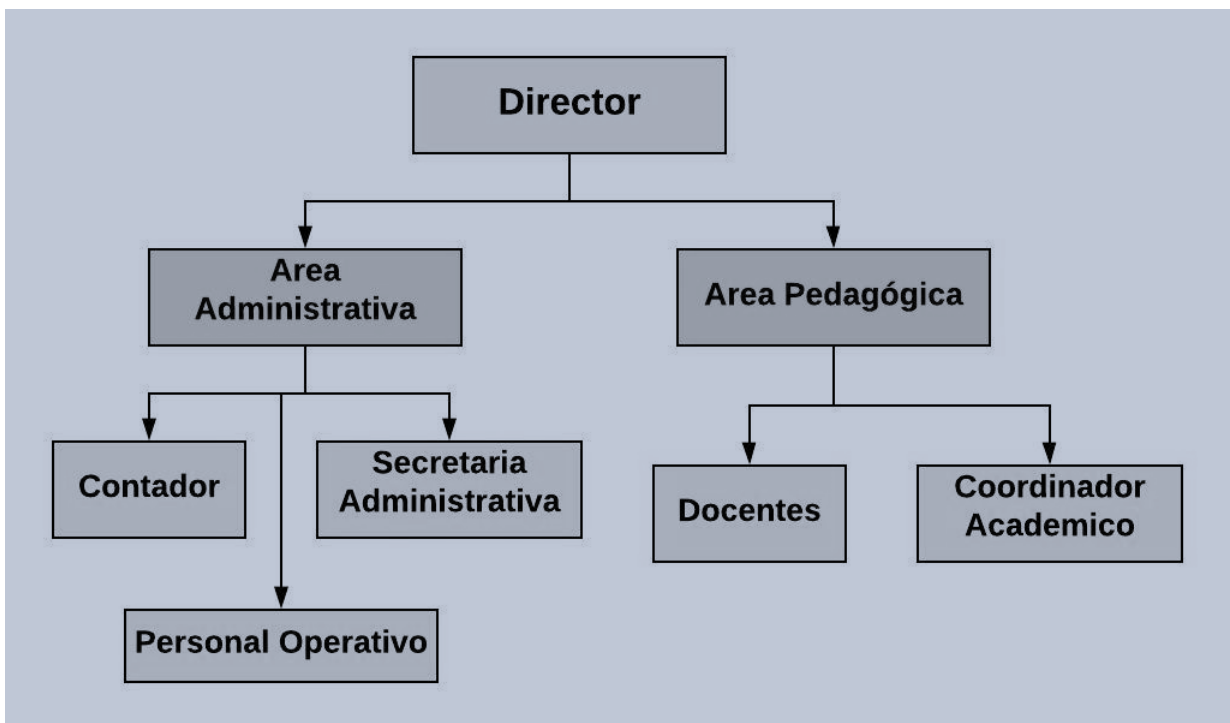 Director
Area
Administrativa
Area Pedagógica
Contador
Secretaria
Administrativa
Docentes
Coordinador
Academico
Personal Operativo